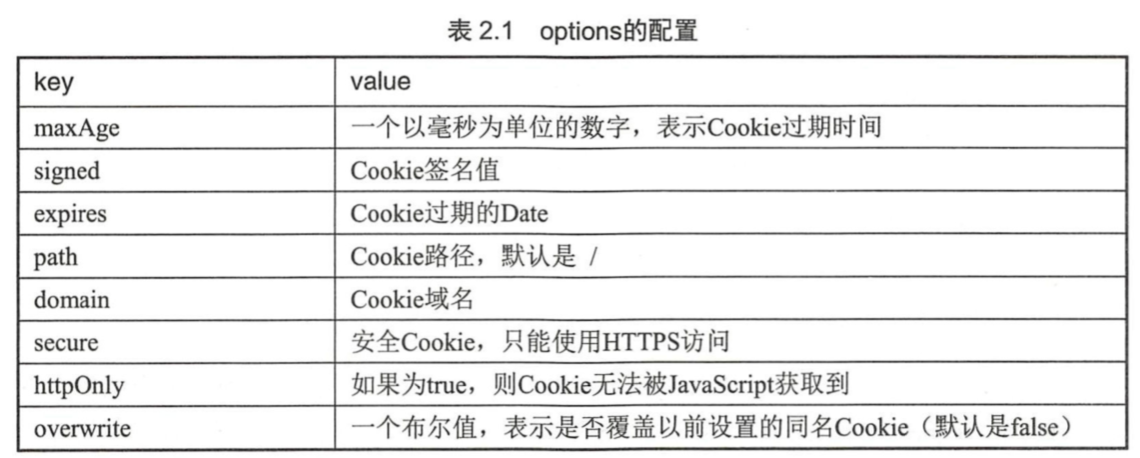 表 2.1 options的配置
key value
maxAge 一个以毫秒为单位的数字，表示Cookie过期时间
signed Cookie签名值
expires Cookie过期的Date
path Cookie路径，默认是 /
domain Cookie域名
secure 安全Cookie，只能使用HTTPS访问
httpOnly 如果为true，则Cookie无法被JavaScript获取到
overwrite 一个布尔值，表示是否覆盖以前设置的同名Cookie（默认是false）